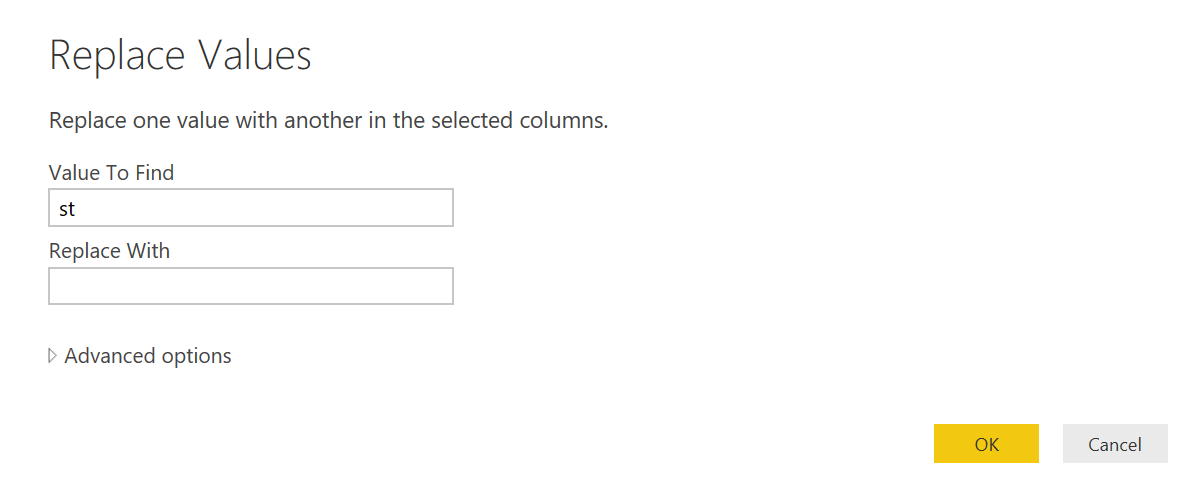 Replace Values
Replace one value with another in the selected columns.
Value To Find
st
Replace With
Advanced options
OK
Cancel